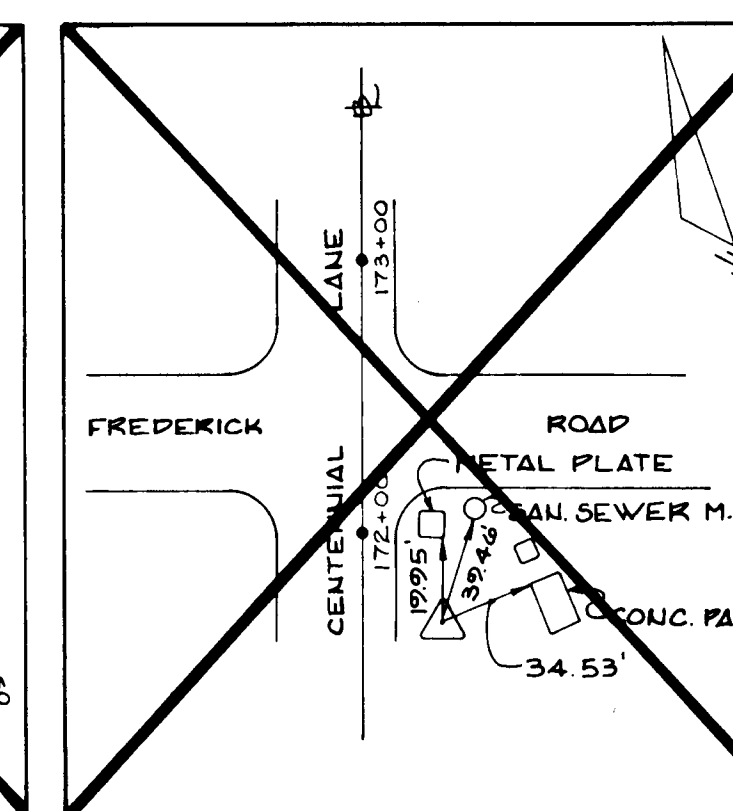 LANE
173+00
FREDERICK ROAD
METAL PLATE
SAN. SEWER M.
CENTENNIAL
172+00
19.95'
39.46'
CONC. PA
34.53'